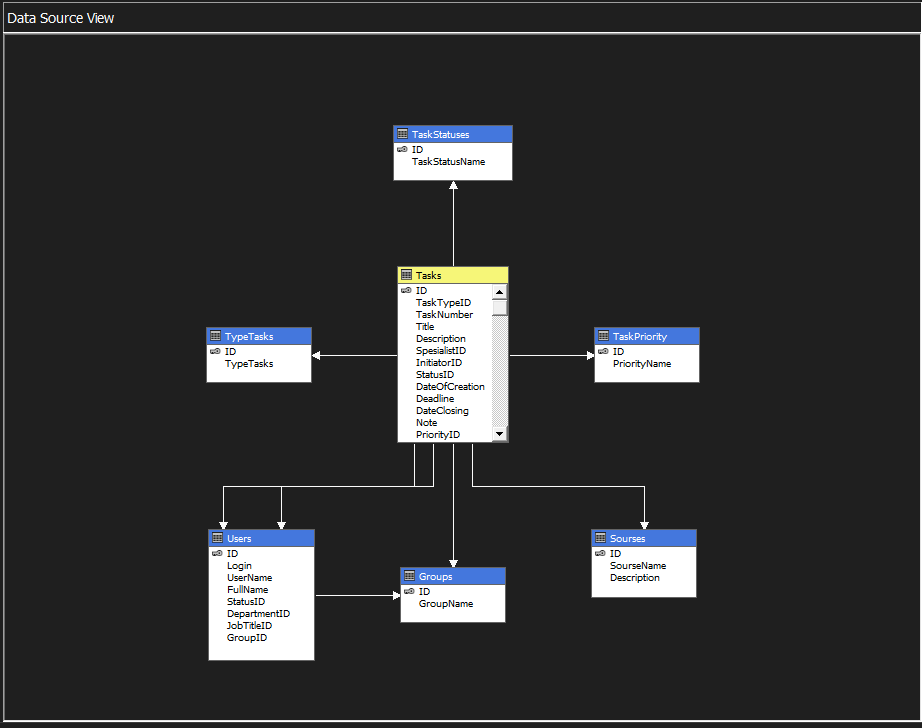 Data Source View
TaskStatuses
ID
TaskStatusName
Tasks
ID
TaskTypeID
TaskNumber
Title
Description
SpesialistID
InitiatorID
StatusID
DateOfCreation
Deadline
DateClosing
Note
PriorityID
TypeTasks
ID
TypeTasks
TaskPriority
ID
PriorityName
Users
ID
Login
UserName
FullName
StatusID
DepartmentID
JobTitleID
GroupID
Groups
ID
GroupName
Sourses
ID
SourseName
Description